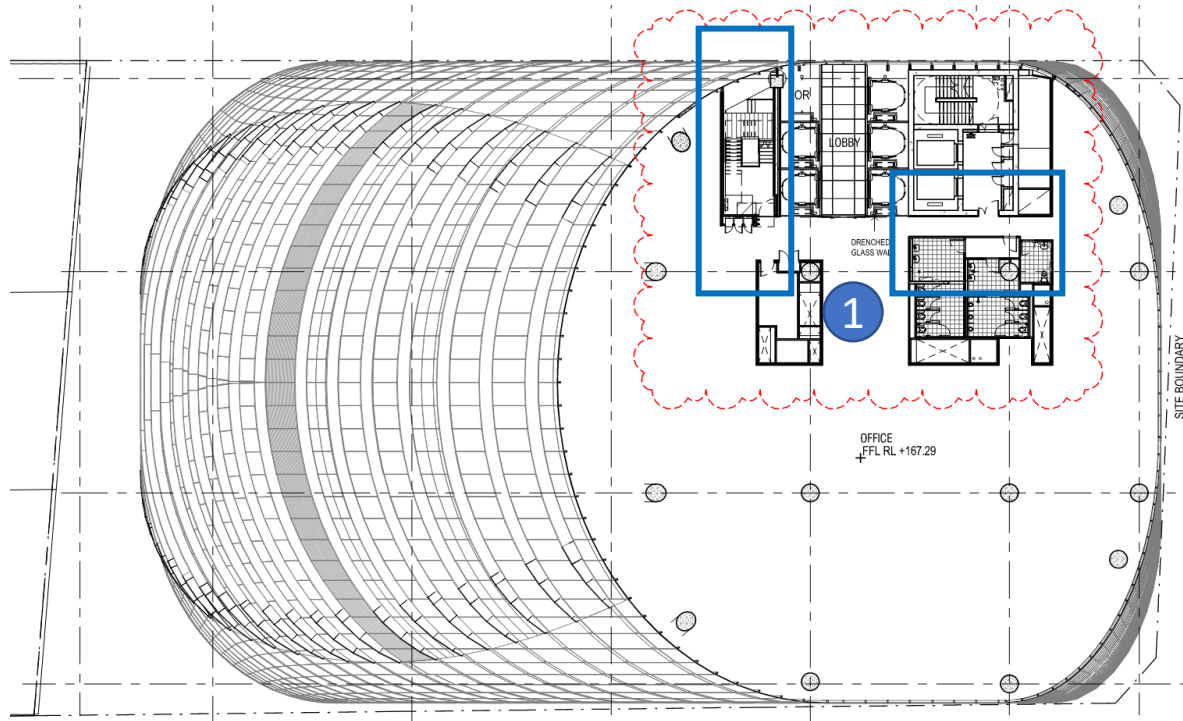 OR
LOBBY
DRENCHED
GLASS WAL
1
OFFICE
FFL RL +167.29
SITE BOUNDARY